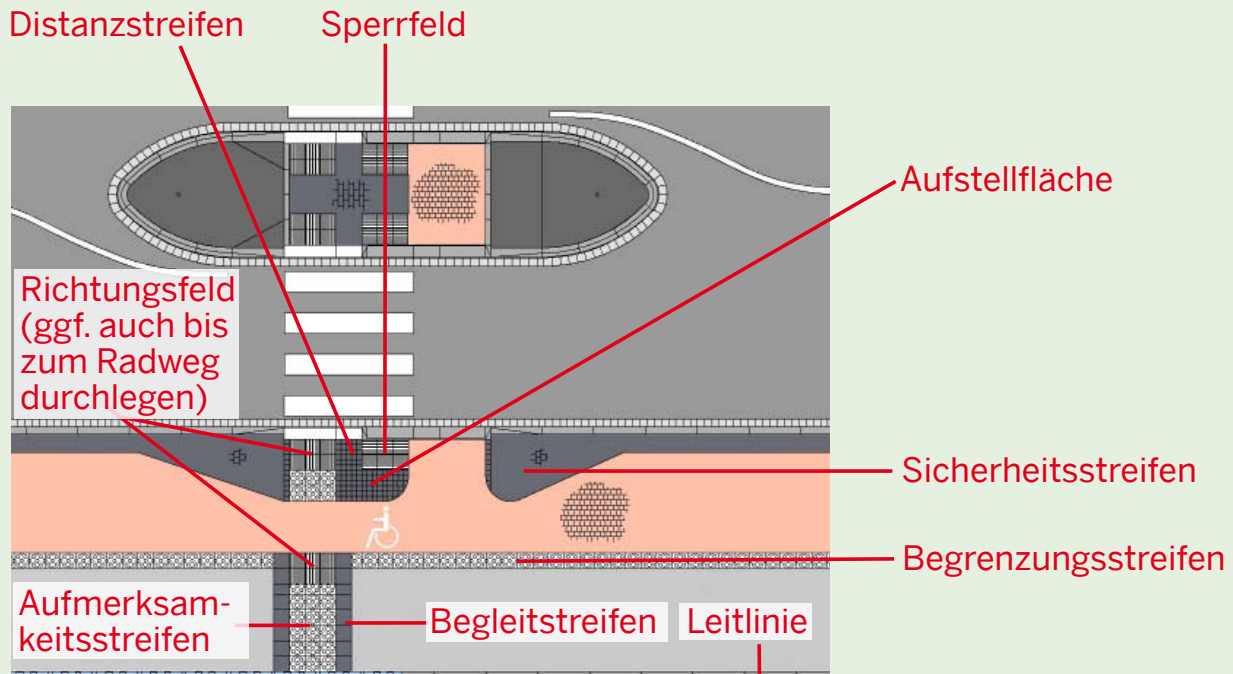 Distanzstreifen
Sperrfeld
Aufstellfläche
Richtungsfeld
(ggf. auch bis
zum Radweg
durchlegen)
Sicherheitsstreifen
Begrenzungsstreifen
Aufmerksam-
keitsstreifen
Begleitstreifen
Leitlinie